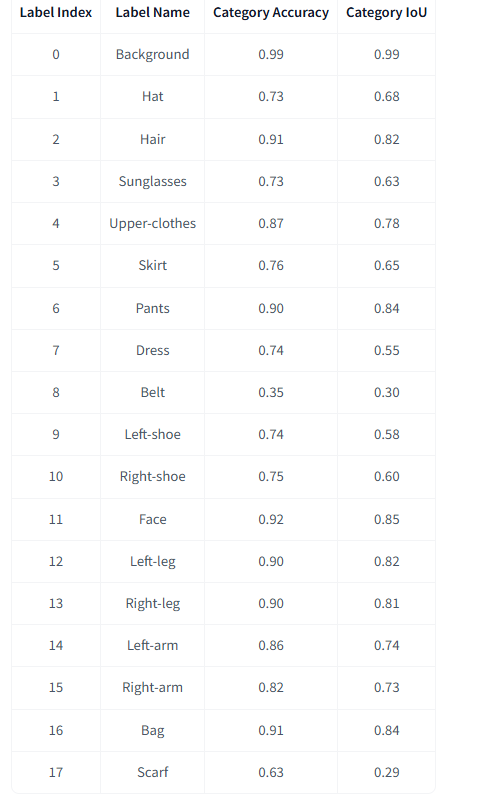 Label Index Label Name Category Accuracy Category IoU
0 Background 0.99 0.99
1 Hat 0.73 0.68
2 Hair 0.91 0.82
3 Sunglasses 0.73 0.63
4 Upper-clothes 0.87 0.78
5 Skirt 0.76 0.65
6 Pants 0.90 0.84
7 Dress 0.74 0.55
8 Belt 0.35 0.30
9 Left-shoe 0.74 0.58
10 Right-shoe 0.75 0.60
11 Face 0.92 0.85
12 Left-leg 0.90 0.82
13 Right-leg 0.90 0.81
14 Left-arm 0.86 0.74
15 Right-arm 0.82 0.73
16 Bag 0.91 0.84
17 Scarf 0.63 0.29